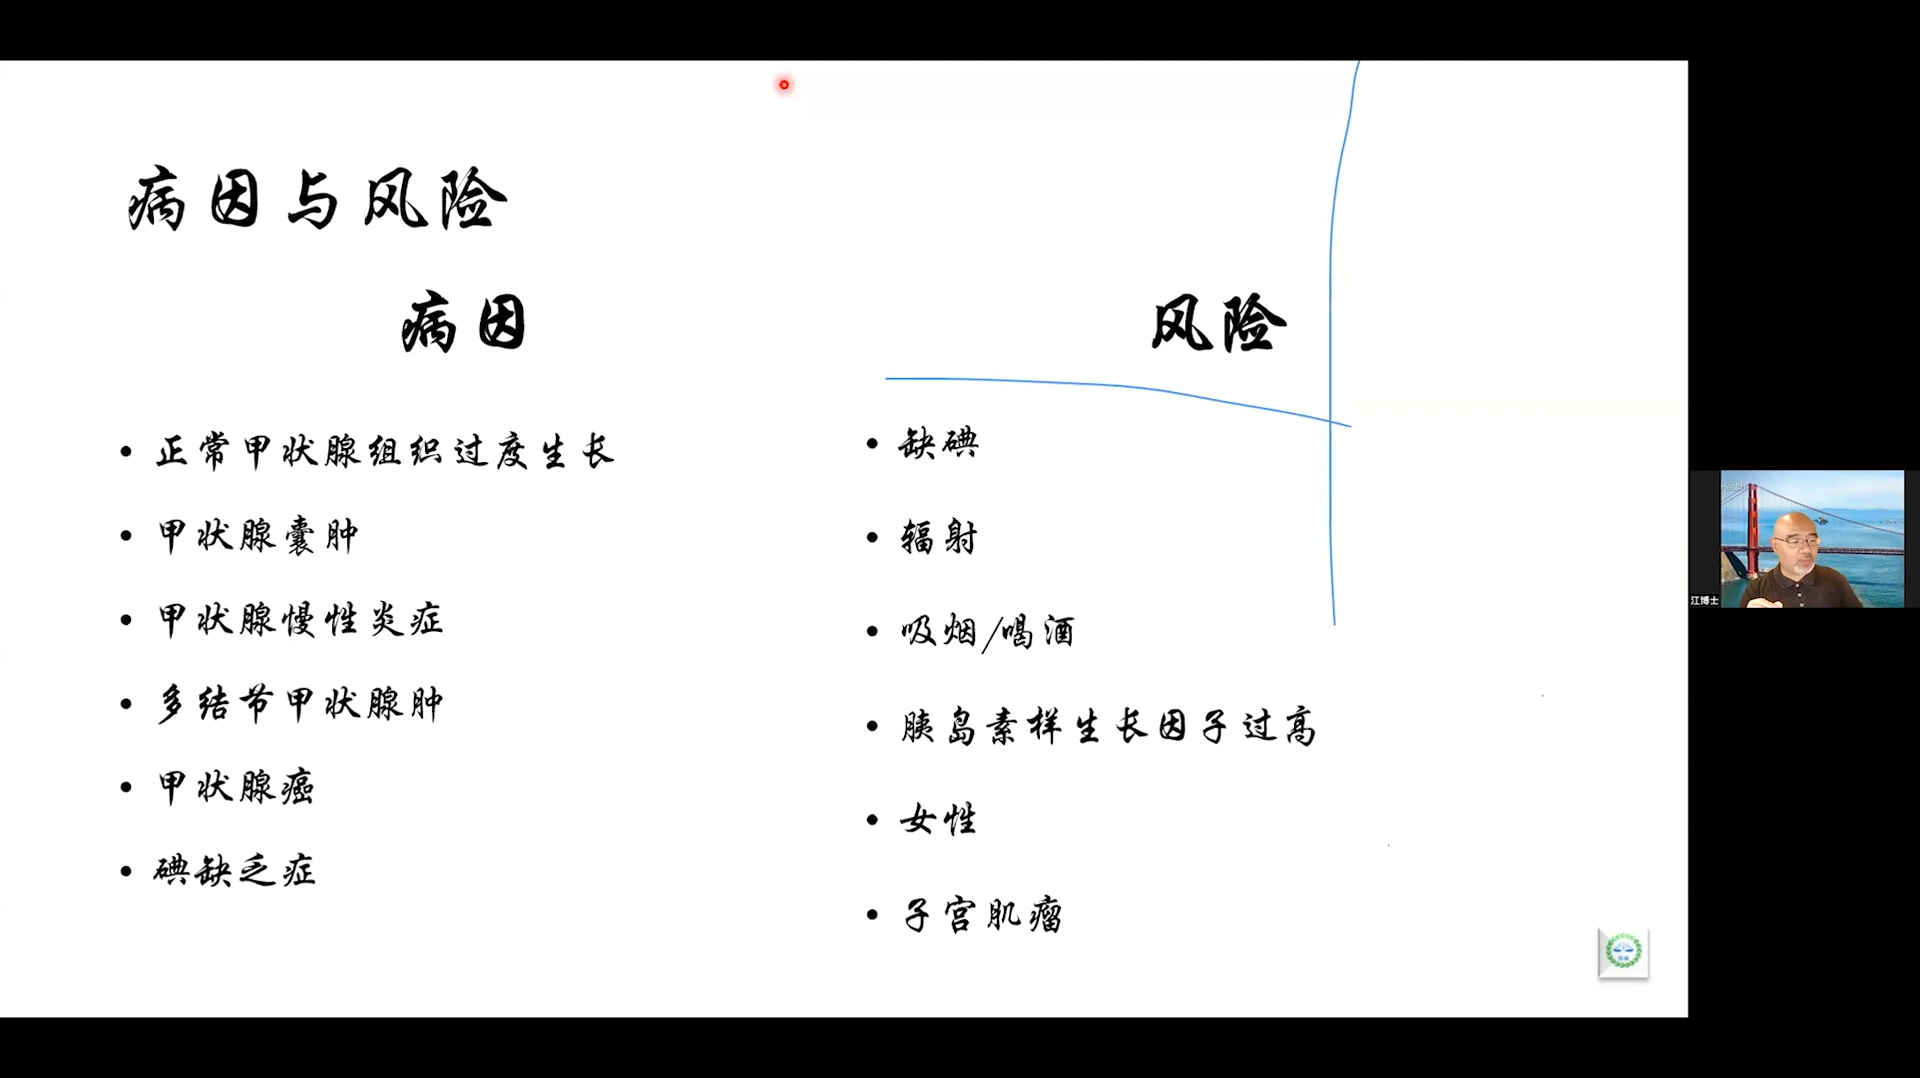 病因与风险
病因
正常甲状腺组织过度生长
甲状腺囊肿
甲状腺慢性炎症
多结节甲状腺肿
甲状腺癌
碘缺乏症
风险
缺碘
辐射
吸烟/喝酒
胰岛素样生长因子过高
女性
子宫肌瘤
江博士